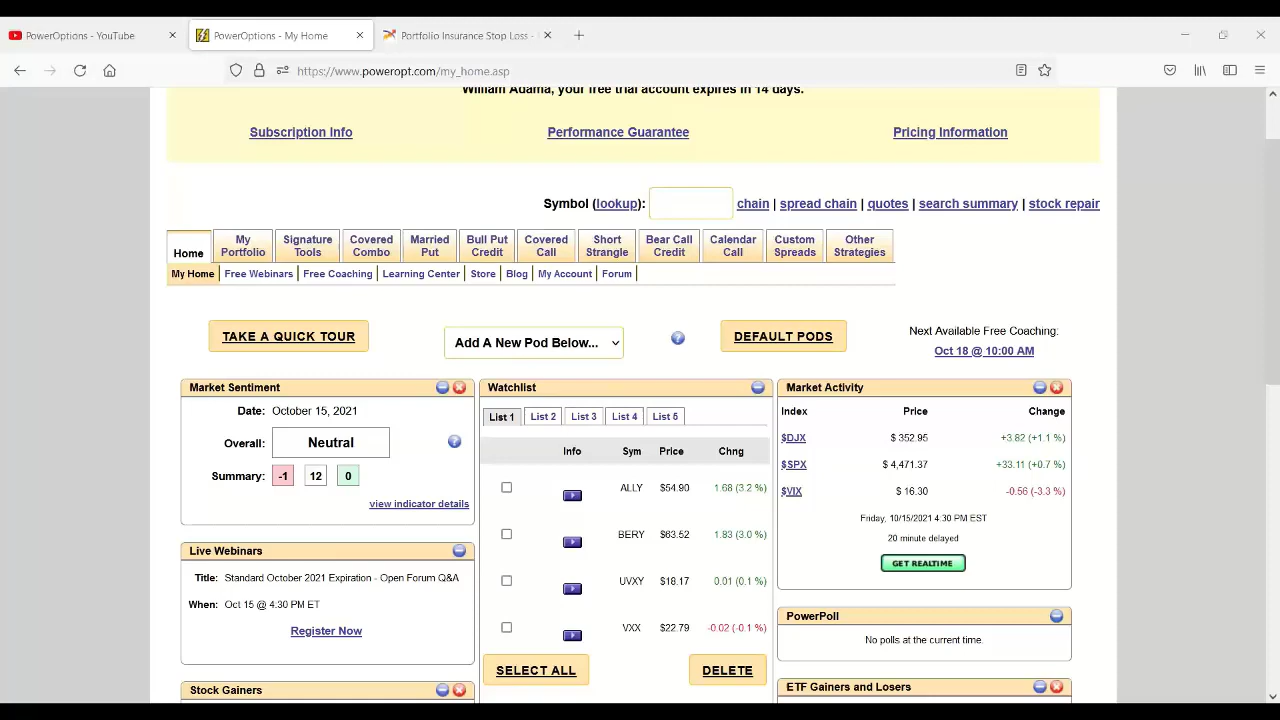 PowerOptions - YouTube
PowerOptions - My Home
Portfolio Insurance Stop Loss -
https://www.poweropt.com/my_home.asp
William Adama, your free trial account expires in 14 days.
Subscription Info
Performance Guarantee
Pricing Information
Symbol (lookup): chain | spread chain | quotes | search summary | stock repair
Home
My Portfolio
Signature Tools
Covered Combo
Married Put
Bull Put Credit
Covered Call
Short Strangle
Bear Call Credit
Calendar Call
Custom Spreads
Other Strategies
My Home | Free Webinars | Free Coaching | Learning Center | Store | Blog | My Account | Forum |
TAKE A QUICK TOUR
Add A New Pod Below...
DEFAULT PODS
Next Available Free Coaching:
Oct 18 @ 10:00 AM
Market Sentiment
Date: October 15, 2021
Overall: Neutral
Summary: -1 12 0
view indicator details
Live Webinars
Title: Standard October 2021 Expiration - Open Forum Q&A
When: Oct 15 @ 4:30 PM ET
Register Now
Stock Gainers
Watchlist
List 1 List 2 List 3 List 4 List 5
Info Sym Price Chng
ALLY $54.90 1.68 (3.2 %)
BERY $63.52 1.83 (3.0 %)
UVXY $18.17 0.01 (0.1 %)
VXX $22.79 -0.02 (-0.1 %)
SELECT ALL
DELETE
Market Activity
Index Price Change
$DJX $ 352.95 +3.82 (+1.1 %)
$SPX $ 4,471.37 +33.11 (+0.7 %)
$VIX $ 16.30 -0.56 (-3.3 %)
Friday, 10/15/2021 4:30 PM EST
20 minute delayed
GET REALTIME
PowerPoll
No polls at the current time.
ETF Gainers and Losers